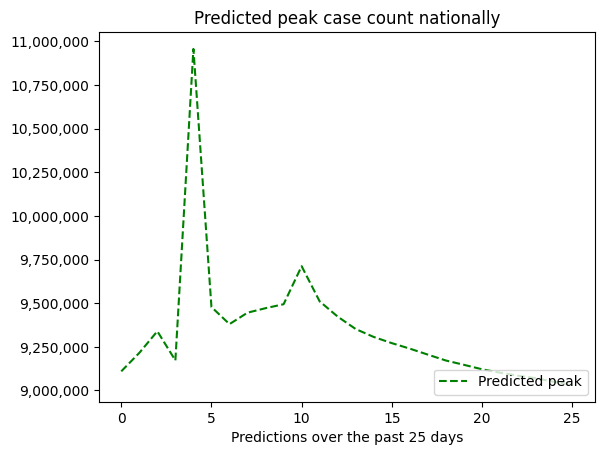 Predicted peak case count nationally
11,000,000
10,750,000
10,500,000
10,250,000
10,000,000
9,750,000
9,500,000
9,250,000
9,000,000
Predicted peak
0 5 10 15 20 25
Predictions over the past 25 days